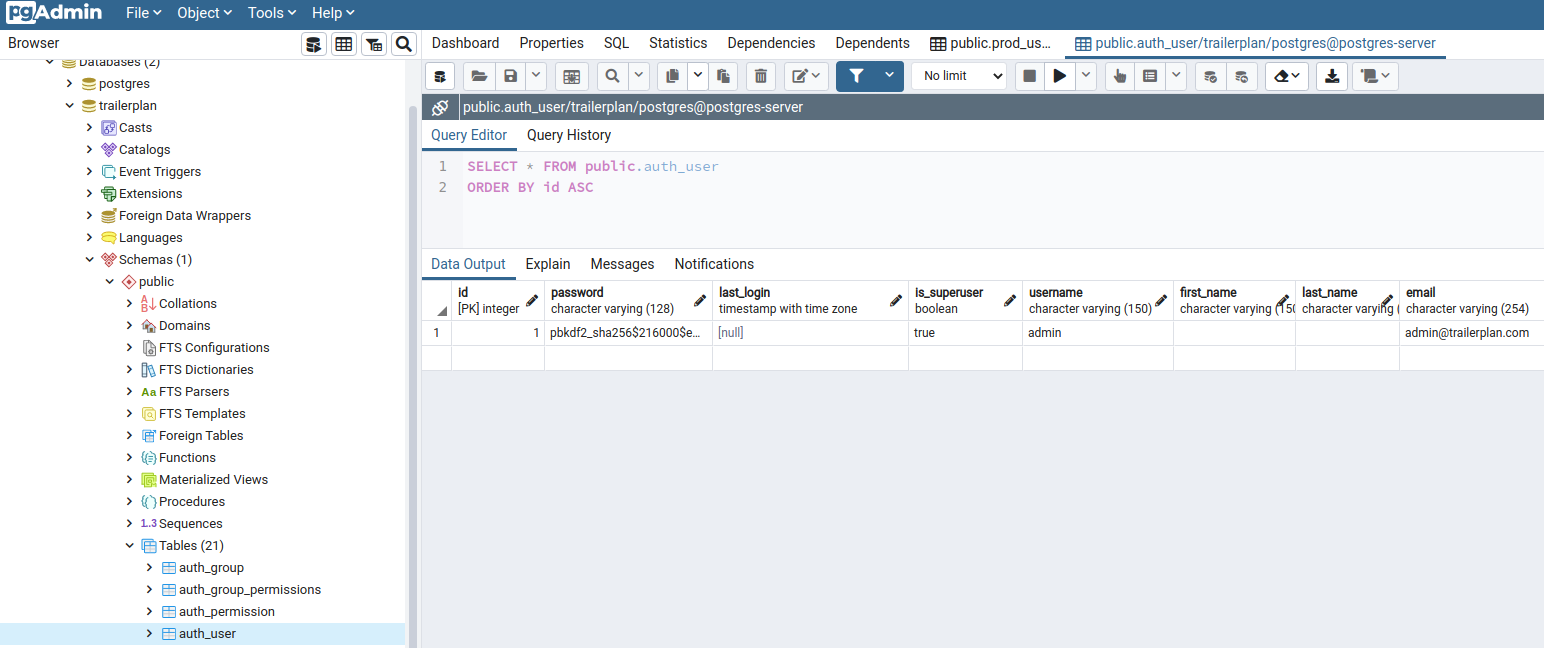 pgAdmin File Object Tools Help
Browser
Dashboard Properties SQL Statistics Dependencies Dependents public.prod_us... public.auth_user/trailerplan/postgres@postgres-server
No limit
public.auth_user/trailerplan/postgres@postgres-server
Query Editor Query History
1 SELECT * FROM public.auth_user
2 ORDER BY id ASC
Data Output Explain Messages Notifications
id password last_login is_superuser username first_name last_name email
[PK] integer character varying (128) timestamp with time zone boolean character varying (150) character varying (150 character varying ( character varying (254)
1 1 pbkdf2_sha256$216000$e... [null] true admin admin@trailerplan.com
Databases (2)
postgres
trailerplan
Casts
Catalogs
Event Triggers
Extensions
Foreign Data Wrappers
Languages
Schemas (1)
public
Collations
Domains
FTS Configurations
FTS Dictionaries
Aa FTS Parsers
FTS Templates
Foreign Tables
Functions
Materialized Views
Procedures
1..3 Sequences
Tables (21)
auth_group
auth_group_permissions
auth_permission
auth_user